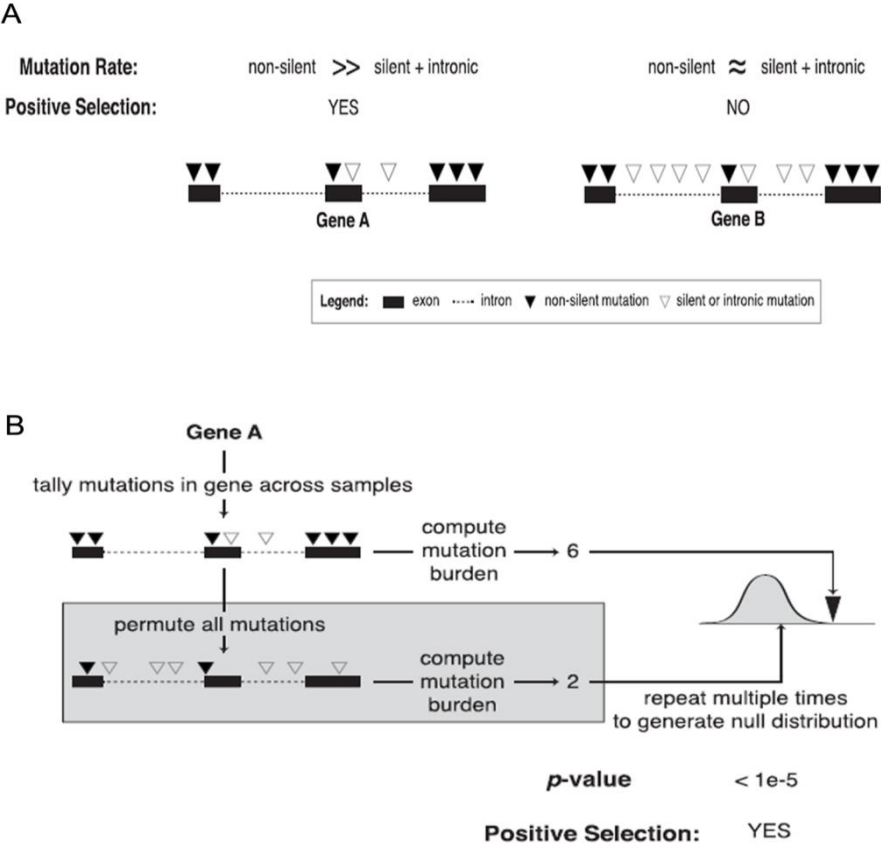 A
Mutation Rate: non-silent >> silent + intronic non-silent ≈ silent + intronic
Positive Selection: YES NO
Gene A Gene B
Legend: exon intron non-silent mutation silent or intronic mutation
B
Gene A
tally mutations in gene across samples
compute
mutation
burden
6
permute all mutations
compute
mutation
burden
2
repeat multiple times
to generate null distribution
p-value < 1e-5
Positive Selection: YES